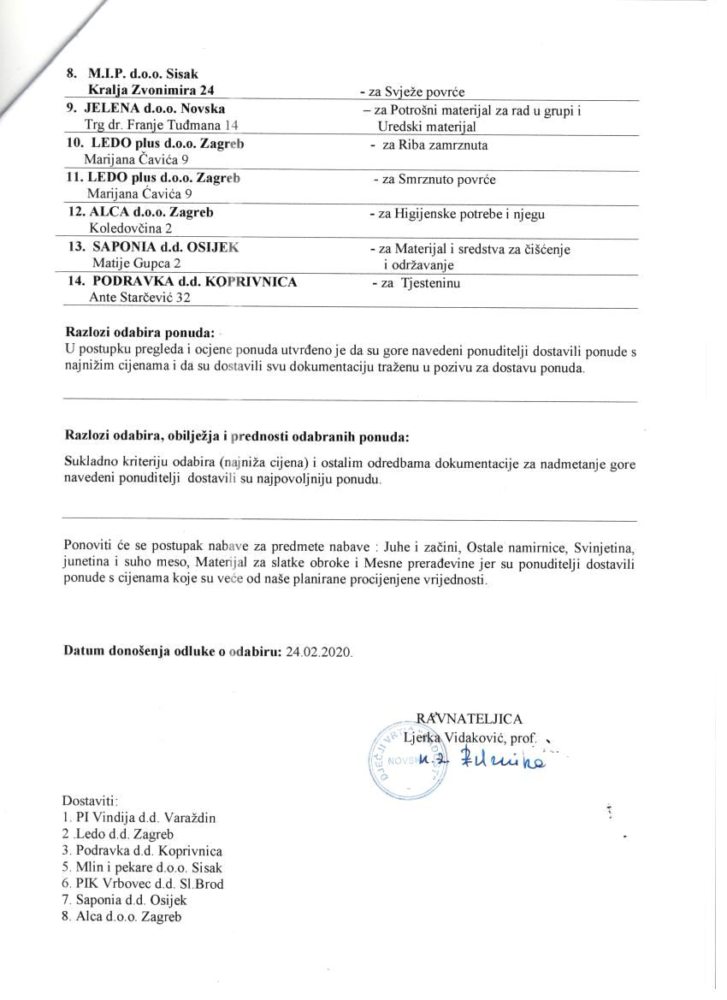 8. M.I.P. d.o.o. Sisak
Kralja Zvonimira 24 - za Svježe povrće
9. JELENA d.o.o. Novska – za Potrošni materijal za rad u grupi i
Trg dr. Franje Tuđmana 14 Uredski materijal
10. LEDO plus d.o.o. Zagreb - za Riba zamrznuta
Marijana Čavića 9
11. LEDO plus d.o.o. Zagreb - za Smrznuto povrće
Marijana Ćavića 9
12. ALCA d.o.o. Zagreb - za Higijenske potrebe i njegu
Koledovčina 2
13. SAPONIA d.d. OSIJEK - za Materijal i sredstva za čišćenje
Matije Gupca 2 i održavanje
14. PODRAVKA d.d. KOPRIVNICA - za Tjesteninu
Ante Starčević 32
Razlozi odabira ponuda:
U postupku pregleda i ocjene ponuda utvrđeno je da su gore navedeni ponuditelji dostavili ponude s
najnižim cijenama i da su dostavili svu dokumentaciju traženu u pozivu za dostavu ponuda.
Razlozi odabira, obilježja i prednosti odabranih ponuda:
Sukladno kriteriju odabira (najniža cijena) i ostalim odredbama dokumentacije za nadmetanje gore
navedeni ponuditelji dostavili su najpovoljniju ponudu.
Ponoviti će se postupak nabave za predmete nabave : Juhe i začini, Ostale namirnice, Svinjetina,
junetina i suho meso, Materijal za slatke obroke i Mesne prerađevine jer su ponuditelji dostavili
ponude s cijenama koje su veće od naše planirane procijenjene vrijednosti.
Datum donošenja odluke o odabiru: 24.02.2020.
RAVNATELJICA
Ljerka Vidaković, prof.
DJEČJI VRTIĆ
NOVSKA
Dostaviti:
1. PI Vindija d.d. Varaždin
2 .Ledo d.d. Zagreb
3. Podravka d.d. Koprivnica
5. Mlin i pekare d.o.o. Sisak
6. PIK Vrbovec d.d. Sl.Brod
7. Saponia d.d. Osijek
8. Alca d.o.o. Zagreb